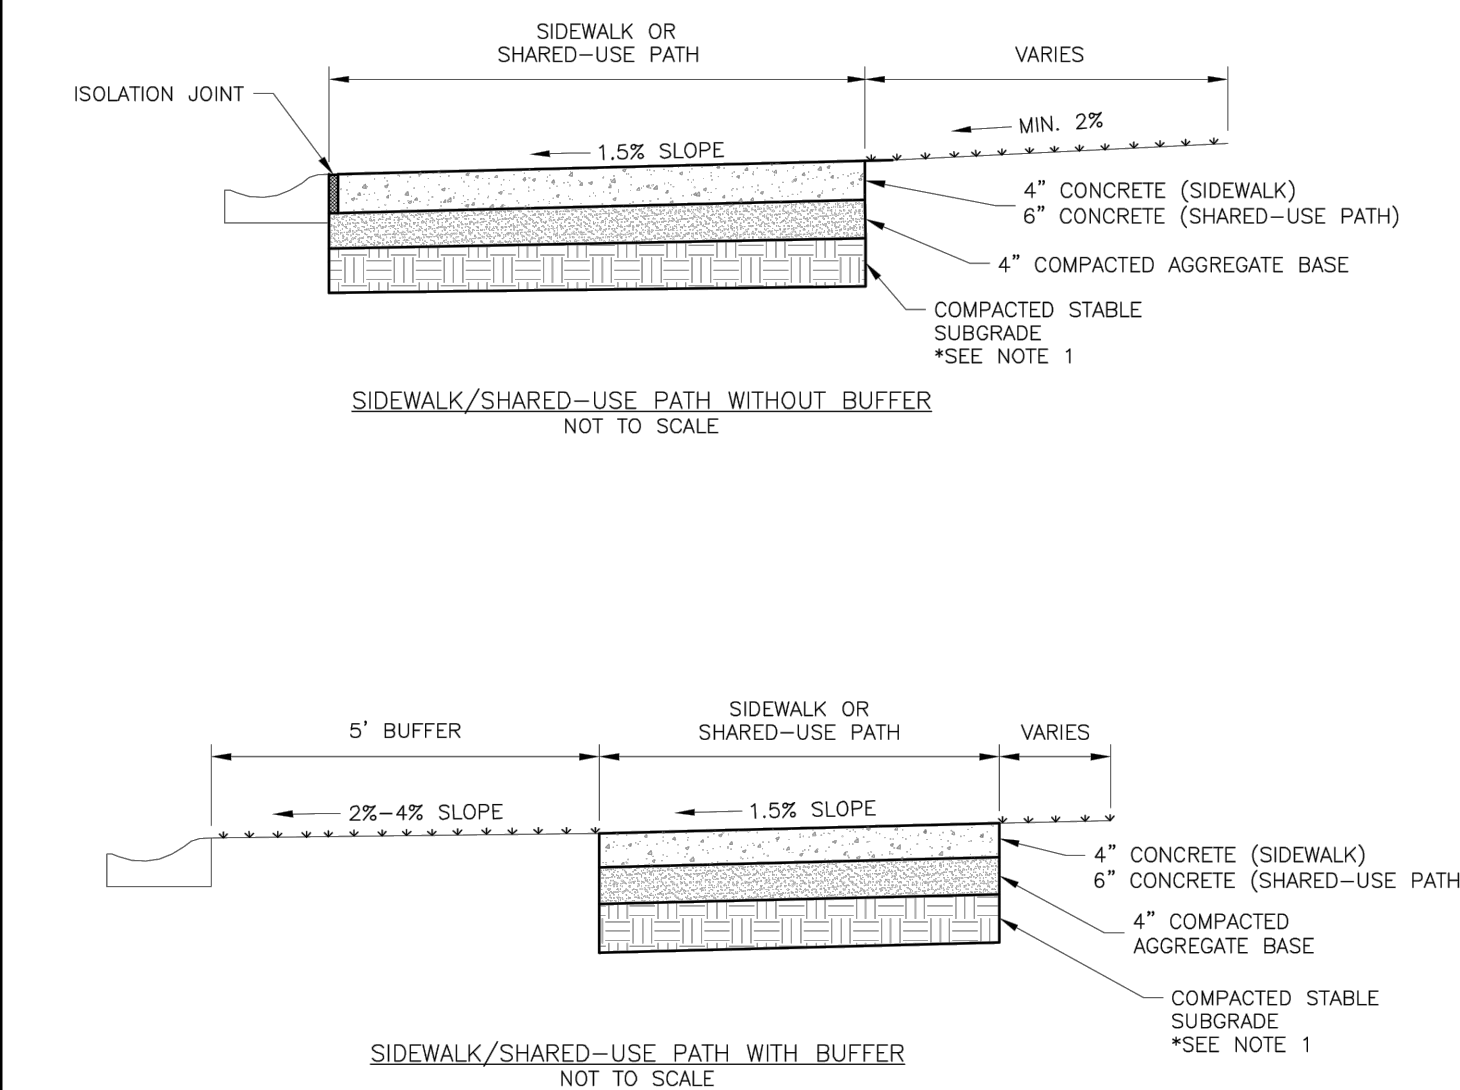 SIDEWALK OR
SHARED-USE PATH
VARIES
ISOLATION JOINT
MIN. 2%
1.5% SLOPE
4" CONCRETE (SIDEWALK)
6" CONCRETE (SHARED-USE PATH)
4" COMPACTED AGGREGATE BASE
COMPACTED STABLE
SUBGRADE
*SEE NOTE 1
SIDEWALK/SHARED-USE PATH WITHOUT BUFFER
NOT TO SCALE
5' BUFFER
SIDEWALK OR
SHARED-USE PATH
VARIES
2%-4% SLOPE
1.5% SLOPE
4" CONCRETE (SIDEWALK)
6" CONCRETE (SHARED-USE PATH
4" COMPACTED
AGGREGATE BASE
COMPACTED STABLE
SUBGRADE
*SEE NOTE 1
SIDEWALK/SHARED-USE PATH WITH BUFFER
NOT TO SCALE